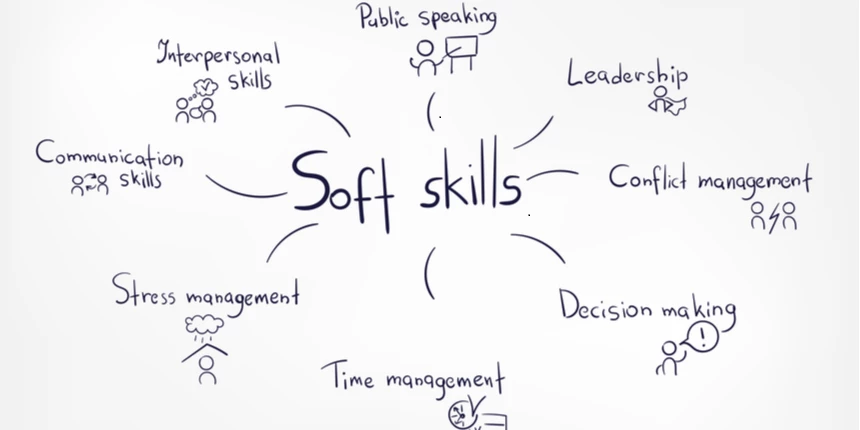 Public speaking
Interpersonal
skills
Leadership
Communication
skills
Soft skills
Conflict management
Stress management
Decision making
Time management